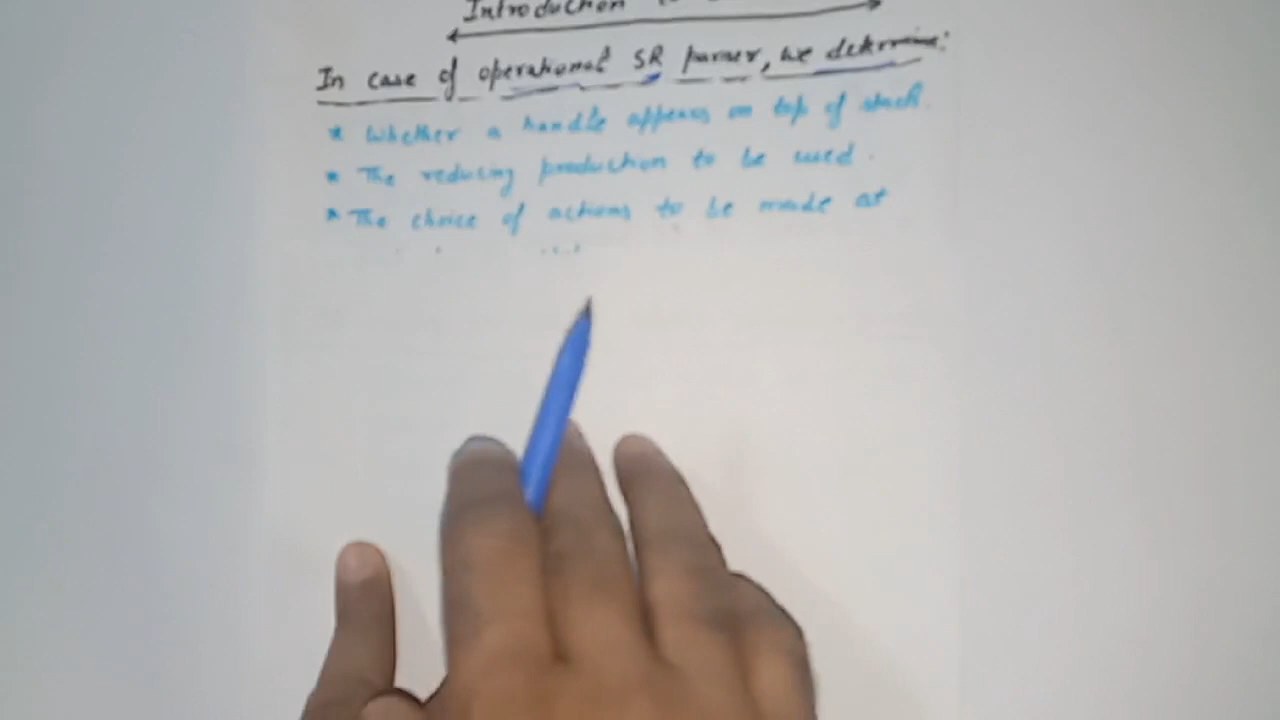 Introduction
In case of operational SR parser, we determine:
* Whether a handle appears on top of stack.
* The reducing production to be used.
* The choice of actions to be made at